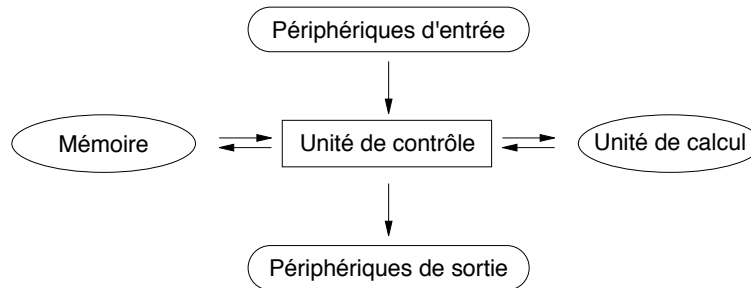 Périphériques d'entrée
Mémoire
Unité de contrôle
Unité de calcul
Périphériques de sortie